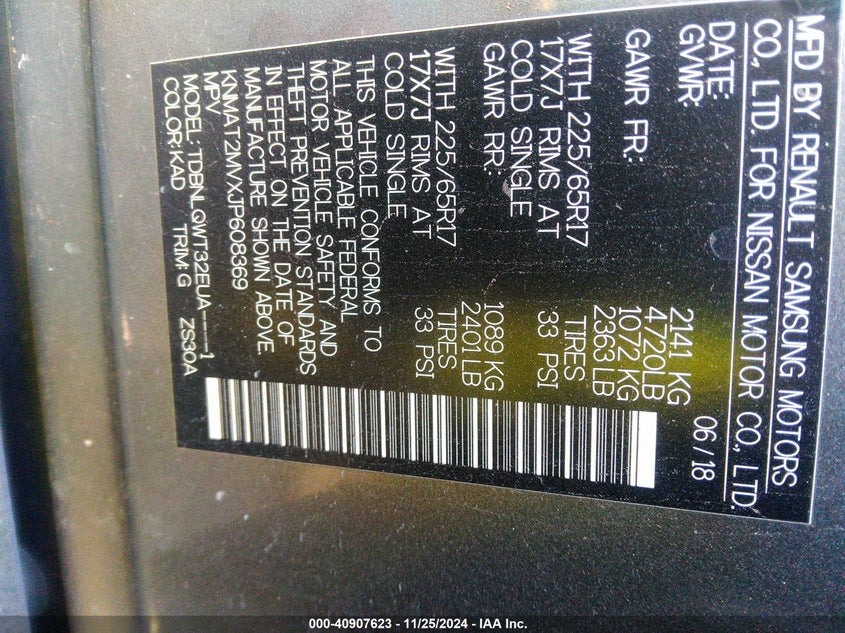 MFD BY RENAULT SAMSUNG MOTORS
CO., LTD. FOR NISSAN MOTOR CO., LTD.
DATE: 06 / 18
GVWR: 2141 KG
4720LB
GAWR FR: 1072 KG
2363 LB
WITH 225/65R17 TIRES
17X7J RIMS AT 33 PSI
COLD SINGLE
GAWR RR: 1089 KG
2401 LB
WITH 225/65R17 TIRES
17X7J RIMS AT 33 PSI
COLD SINGLE
THIS VEHICLE CONFORMS TO
ALL APPLICABLE FEDERAL
MOTOR VEHICLE SAFETY AND
THEFT PREVENTION STANDARDS
IN EFFECT ON THE DATE OF
MANUFACTURE SHOWN ABOVE
KNMAT2MVXJP608369
MPV
MODEL: TDBNLQWT32EUA----1
COLOR:KAD TRIM:G ZS30A
000-40907623 - 11/25/2024 - IAA Inc.